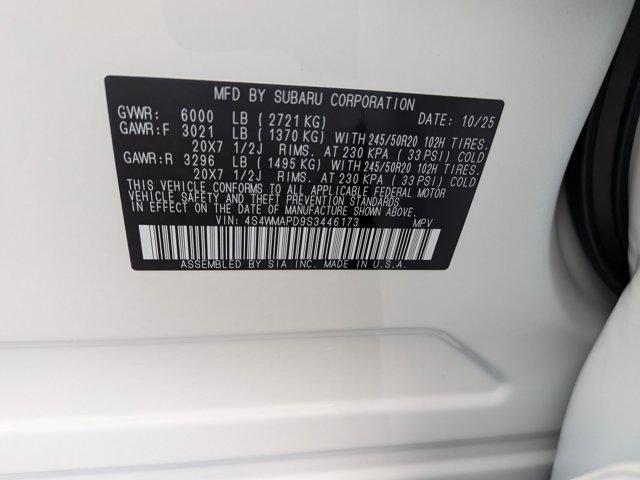 MFD BY SUBARU CORPORATION DATE: 10/25
GVWR: 6000 LB ( 2721 KG)
GAWR:F 3021 LB ( 1370 KG) WITH 245/50R20 102H TIRES.
20X7 1/2J RIMS. AT 230 KPA ( 33 PSI) COLD
GAWR:R 3296 LB ( 1495 KG) WITH 245/50R20 102H TIRES.
20X7 1/2J RIMS. AT 230 KPA ( 33 PSI) COLD
THIS VEHICLE CONFORMS TO ALL APPLICABLE FEDERAL MOTOR
VEHICLE SAFETY AND THEFT PREVENTION STANDARDS IN
EFFECT ON THE DATE OF MANUFACTURE SHOWN ABOVE.
VIN: 4S4WMAPD9S3446173 MPV
ASSEMBLED BY SIA INC. MADE IN U.S.A.